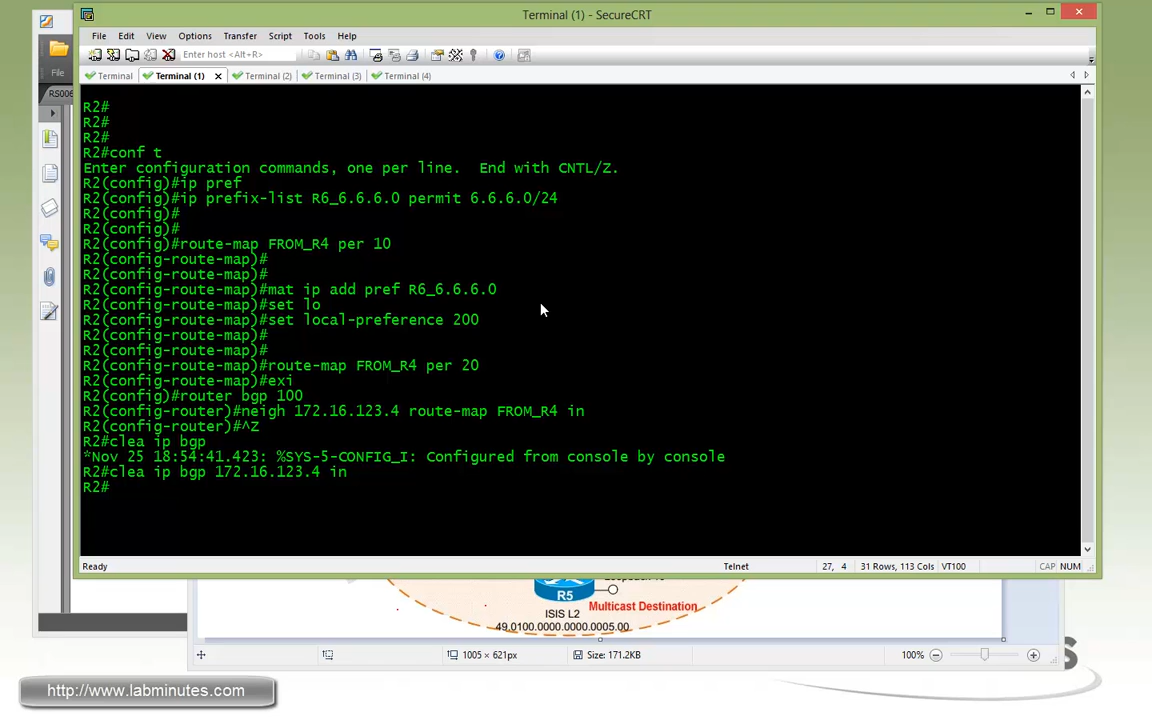 Terminal (1) - SecureCRT
File Edit View Options Transfer Script Tools Help
Enter host <Alt+R>
File
Terminal Terminal (1) Terminal (2) Terminal (3) Terminal (4)
RS006
R2#
R2#
R2#
R2#conf t
Enter configuration commands, one per line. End with CNTL/Z.
R2(config)#ip pref
R2(config)#ip prefix-list R6_6.6.6.0 permit 6.6.6.0/24
R2(config)#
R2(config)#
R2(config)#route-map FROM_R4 per 10
R2(config-route-map)#
R2(config-route-map)#
R2(config-route-map)#mat ip add pref R6_6.6.6.0
R2(config-route-map)#set lo
R2(config-route-map)#set local-preference 200
R2(config-route-map)#
R2(config-route-map)#
R2(config-route-map)#route-map FROM_R4 per 20
R2(config-route-map)#exi
R2(config)#router bgp 100
R2(config-router)#neigh 172.16.123.4 route-map FROM_R4 in
R2(config-router)#^Z
R2#clea ip bgp
*Nov 25 18:54:41.423: %SYS-5-CONFIG_I: Configured from console by console
R2#clea ip bgp 172.16.123.4 in
R2#
Ready Telnet 27, 4 31 Rows, 113 Cols VT100 CAP NUM
R5
Multicast Destination
ISIS L2
49.0100.0000.0000.0005.00
1005 × 621px Size: 171.2KB 100%
s
http://www.labminutes.com